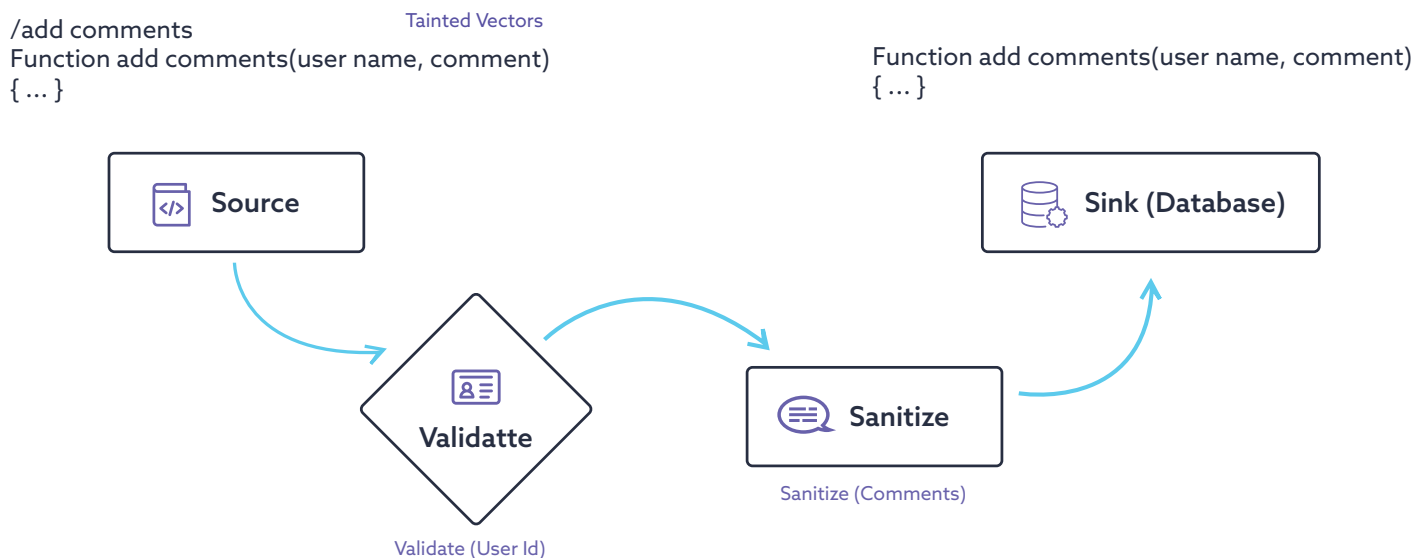 Tainted Vectors
/add comments
Function add comments(user name, comment)
{ ... }
Function add comments(user name, comment)
{ ... }
</>
Source
Sink (Database)
Validatte
Validate (User Id)
Sanitize
Sanitize (Comments)